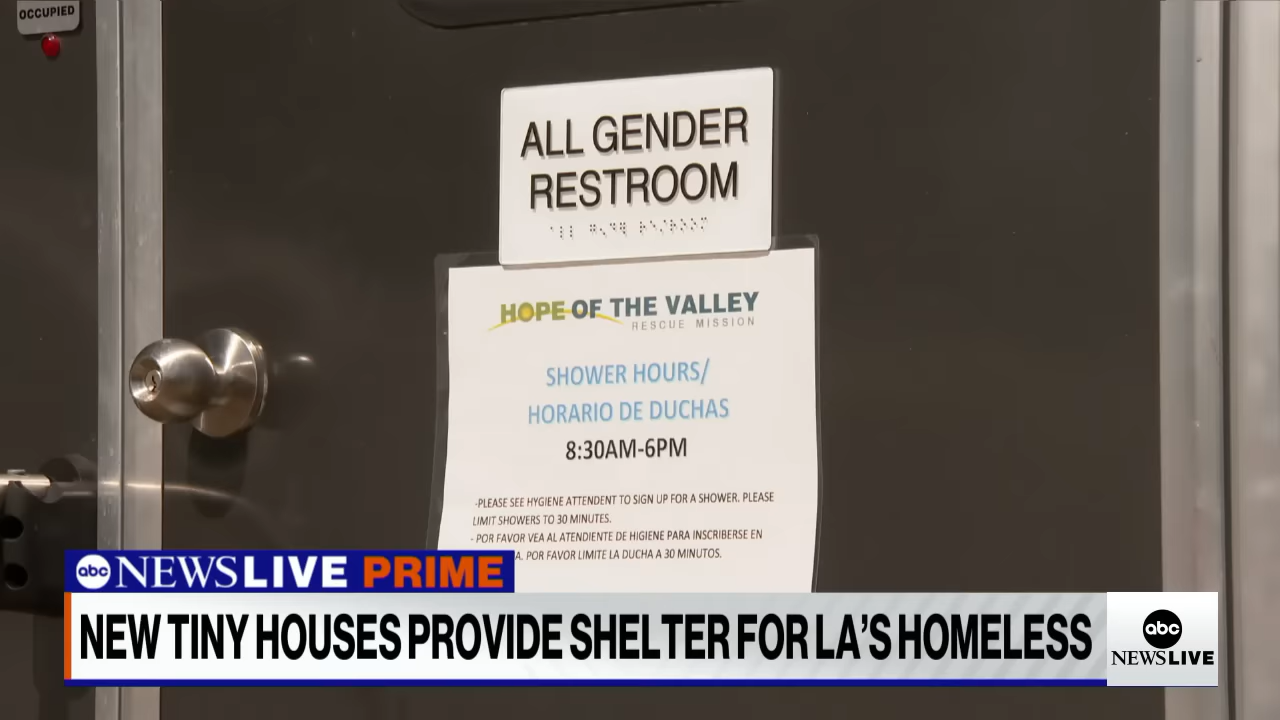 OCCUPIED
ALL GENDER
RESTROOM
HOPE OF THE VALLEY
RESCUE MISSION
SHOWER HOURS/
HORARIO DE DUCHAS
8:30AM-6PM
-PLEASE SEE HYGIENE ATTENDENT TO SIGN UP FOR A SHOWER. PLEASE
LIMIT SHOWERS TO 30 MINUTES.
- POR FAVOR VEA AL ATENDIENTE DE HIGIENE PARA INSCRIBERSE EN
POR FAVOR LIMITE LA DUCHA A 30 MINUTOS.
abc NEWS LIVE PRIME
NEW TINY HOUSES PROVIDE SHELTER FOR LA'S HOMELESS
abc
NEWS LIVE